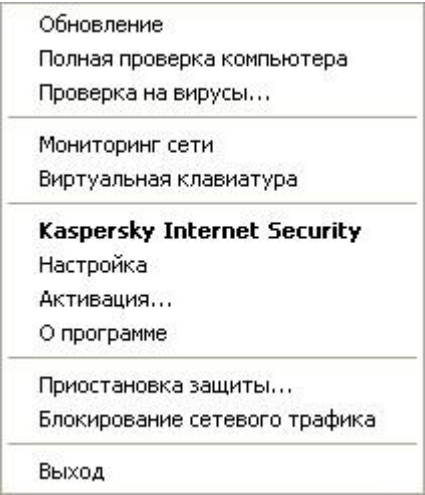 Обновление
Полная проверка компьютера
Проверка на вирусы...
Мониторинг сети
Виртуальная клавиатура
Kaspersky Internet Security
Настройка
Активация...
О программе
Приостановка защиты...
Блокирование сетевого трафика
Выход